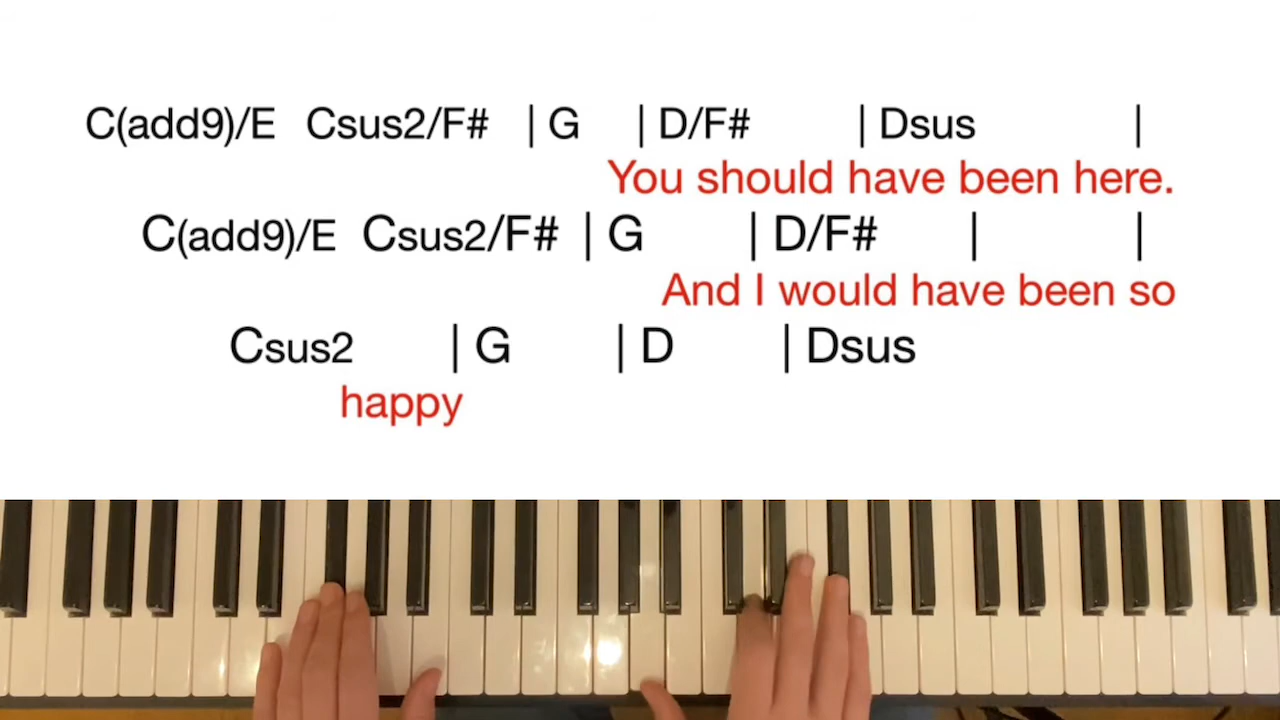 C(add9)/E Csus2/F# | G | D/F# | Dsus |
You should have been here.
C(add9)/E Csus2/F# | G | D/F# | |
And I would have been so
Csus2 | G | D | Dsus
happy